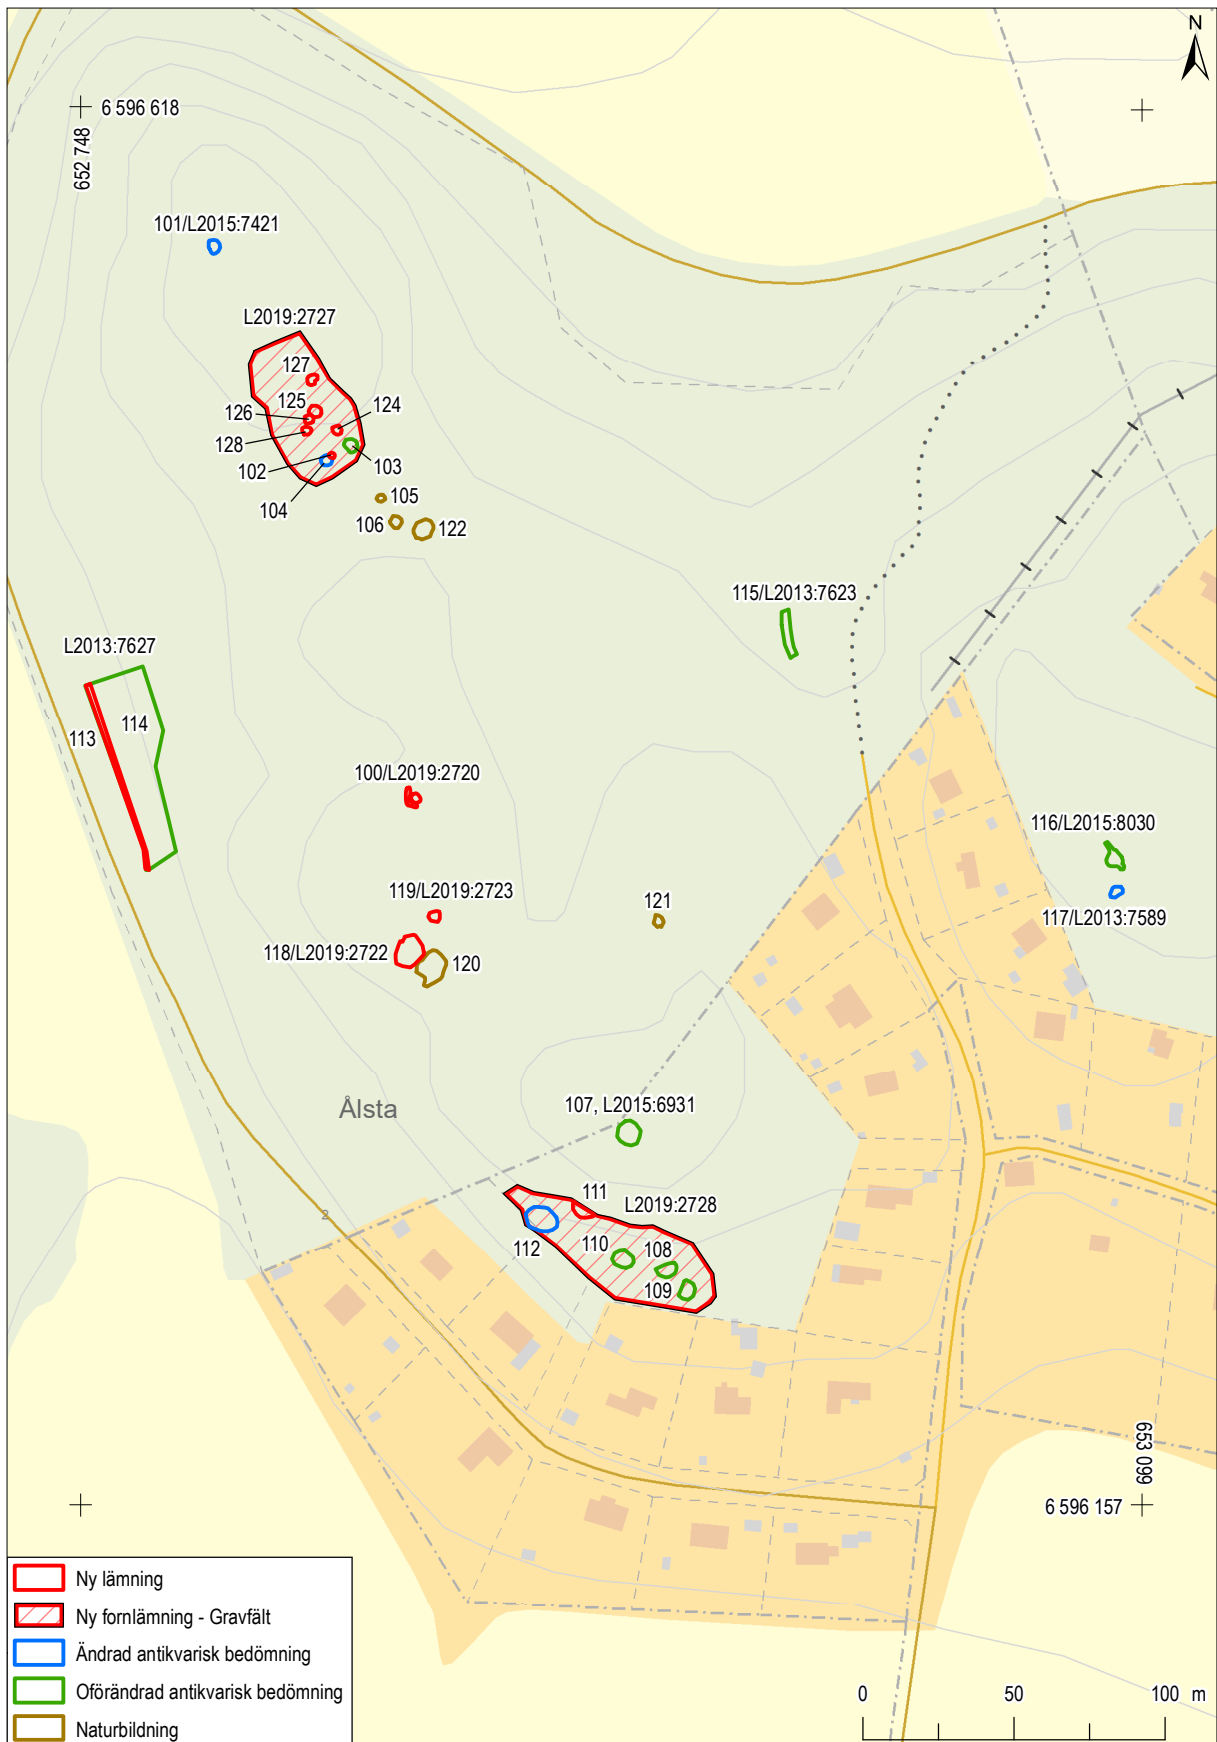 N
6 596 618
652 748
101/L2015:7421
L2019:2727
127
125
126
124
128
102
103
104
105
106
122
115/L2013:7623
L2013:7627
114
113
100/L2019:2720
116/L2015:8030
119/L2019:2723
121
117/L2013:7589
118/L2019:2722
120
107, L2015:6931
Ålsta
111
L2019:2728
2
112
110
108
109
653 099
6 596 157
Ny lämning
Ny fornlämning - Gravfält
Ändrad antikvarisk bedömning
Oförändrad antikvarisk bedömning
Naturbildning
0 50 100 m